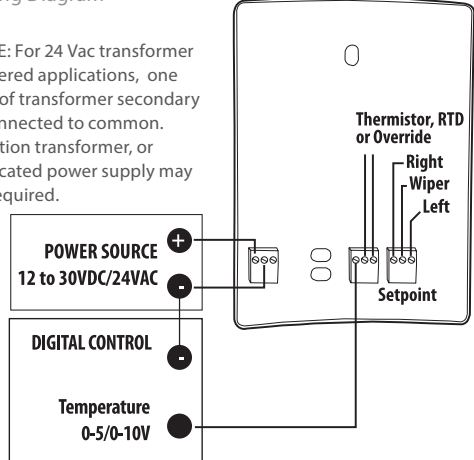 Diagram
E: For 24 Vac transformer
ered applications, one
of transformer secondary
nnected to common.
tion transformer, or
cated power supply may
equired.
Thermistor, RTD
or Override
Right
Wiper
Left
Setpoint
POWER SOURCE
12 to 30VDC/24VAC
+
-
DIGITAL CONTROL
-
Temperature
0-5/0-10V